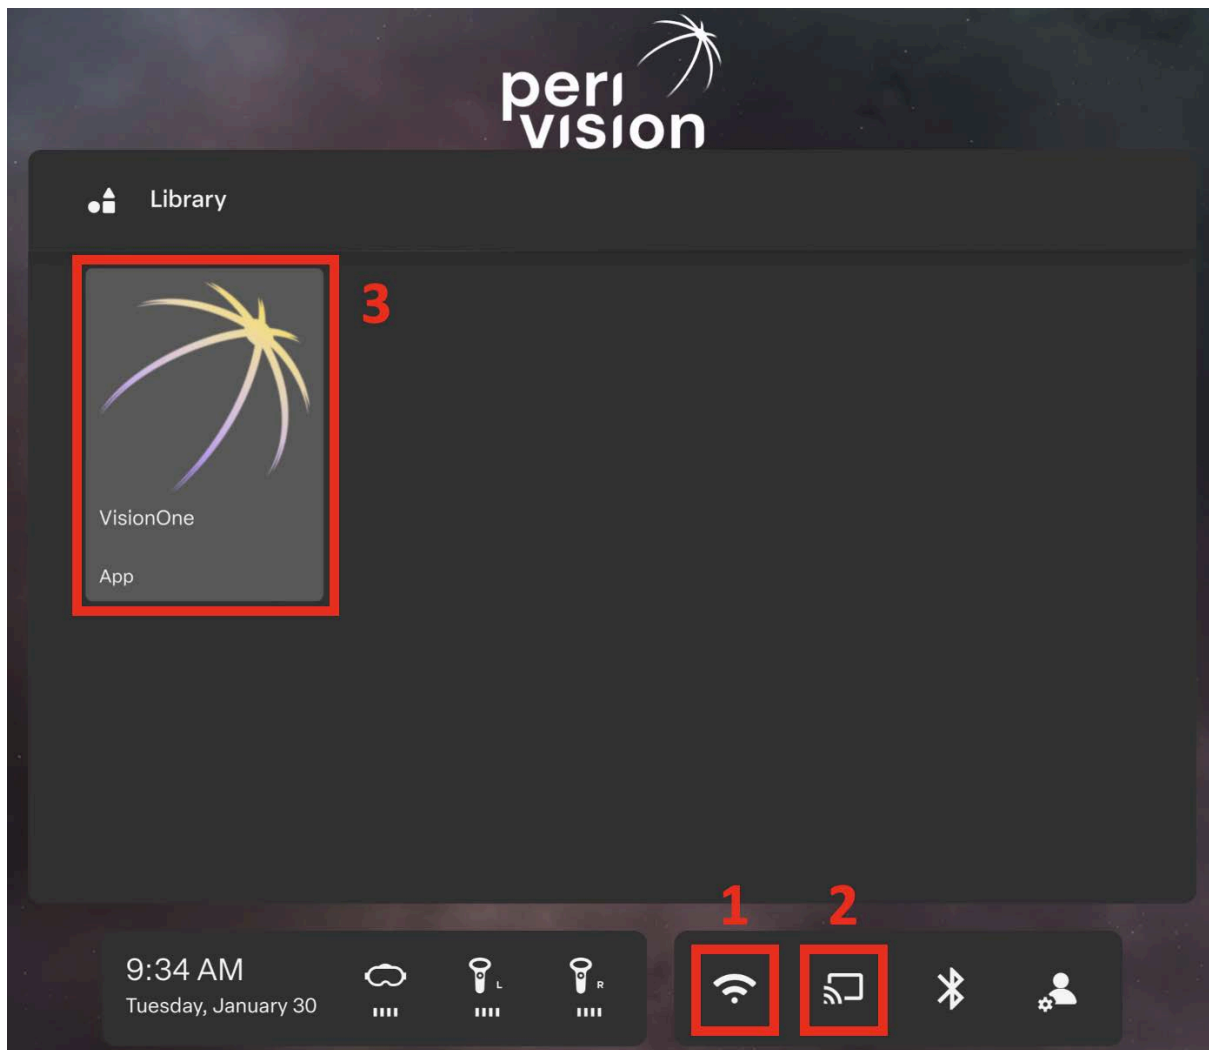 peri
vision
Library
3
VisionOne
App
1 2
9:34 AM
Tuesday, January 30
L
R